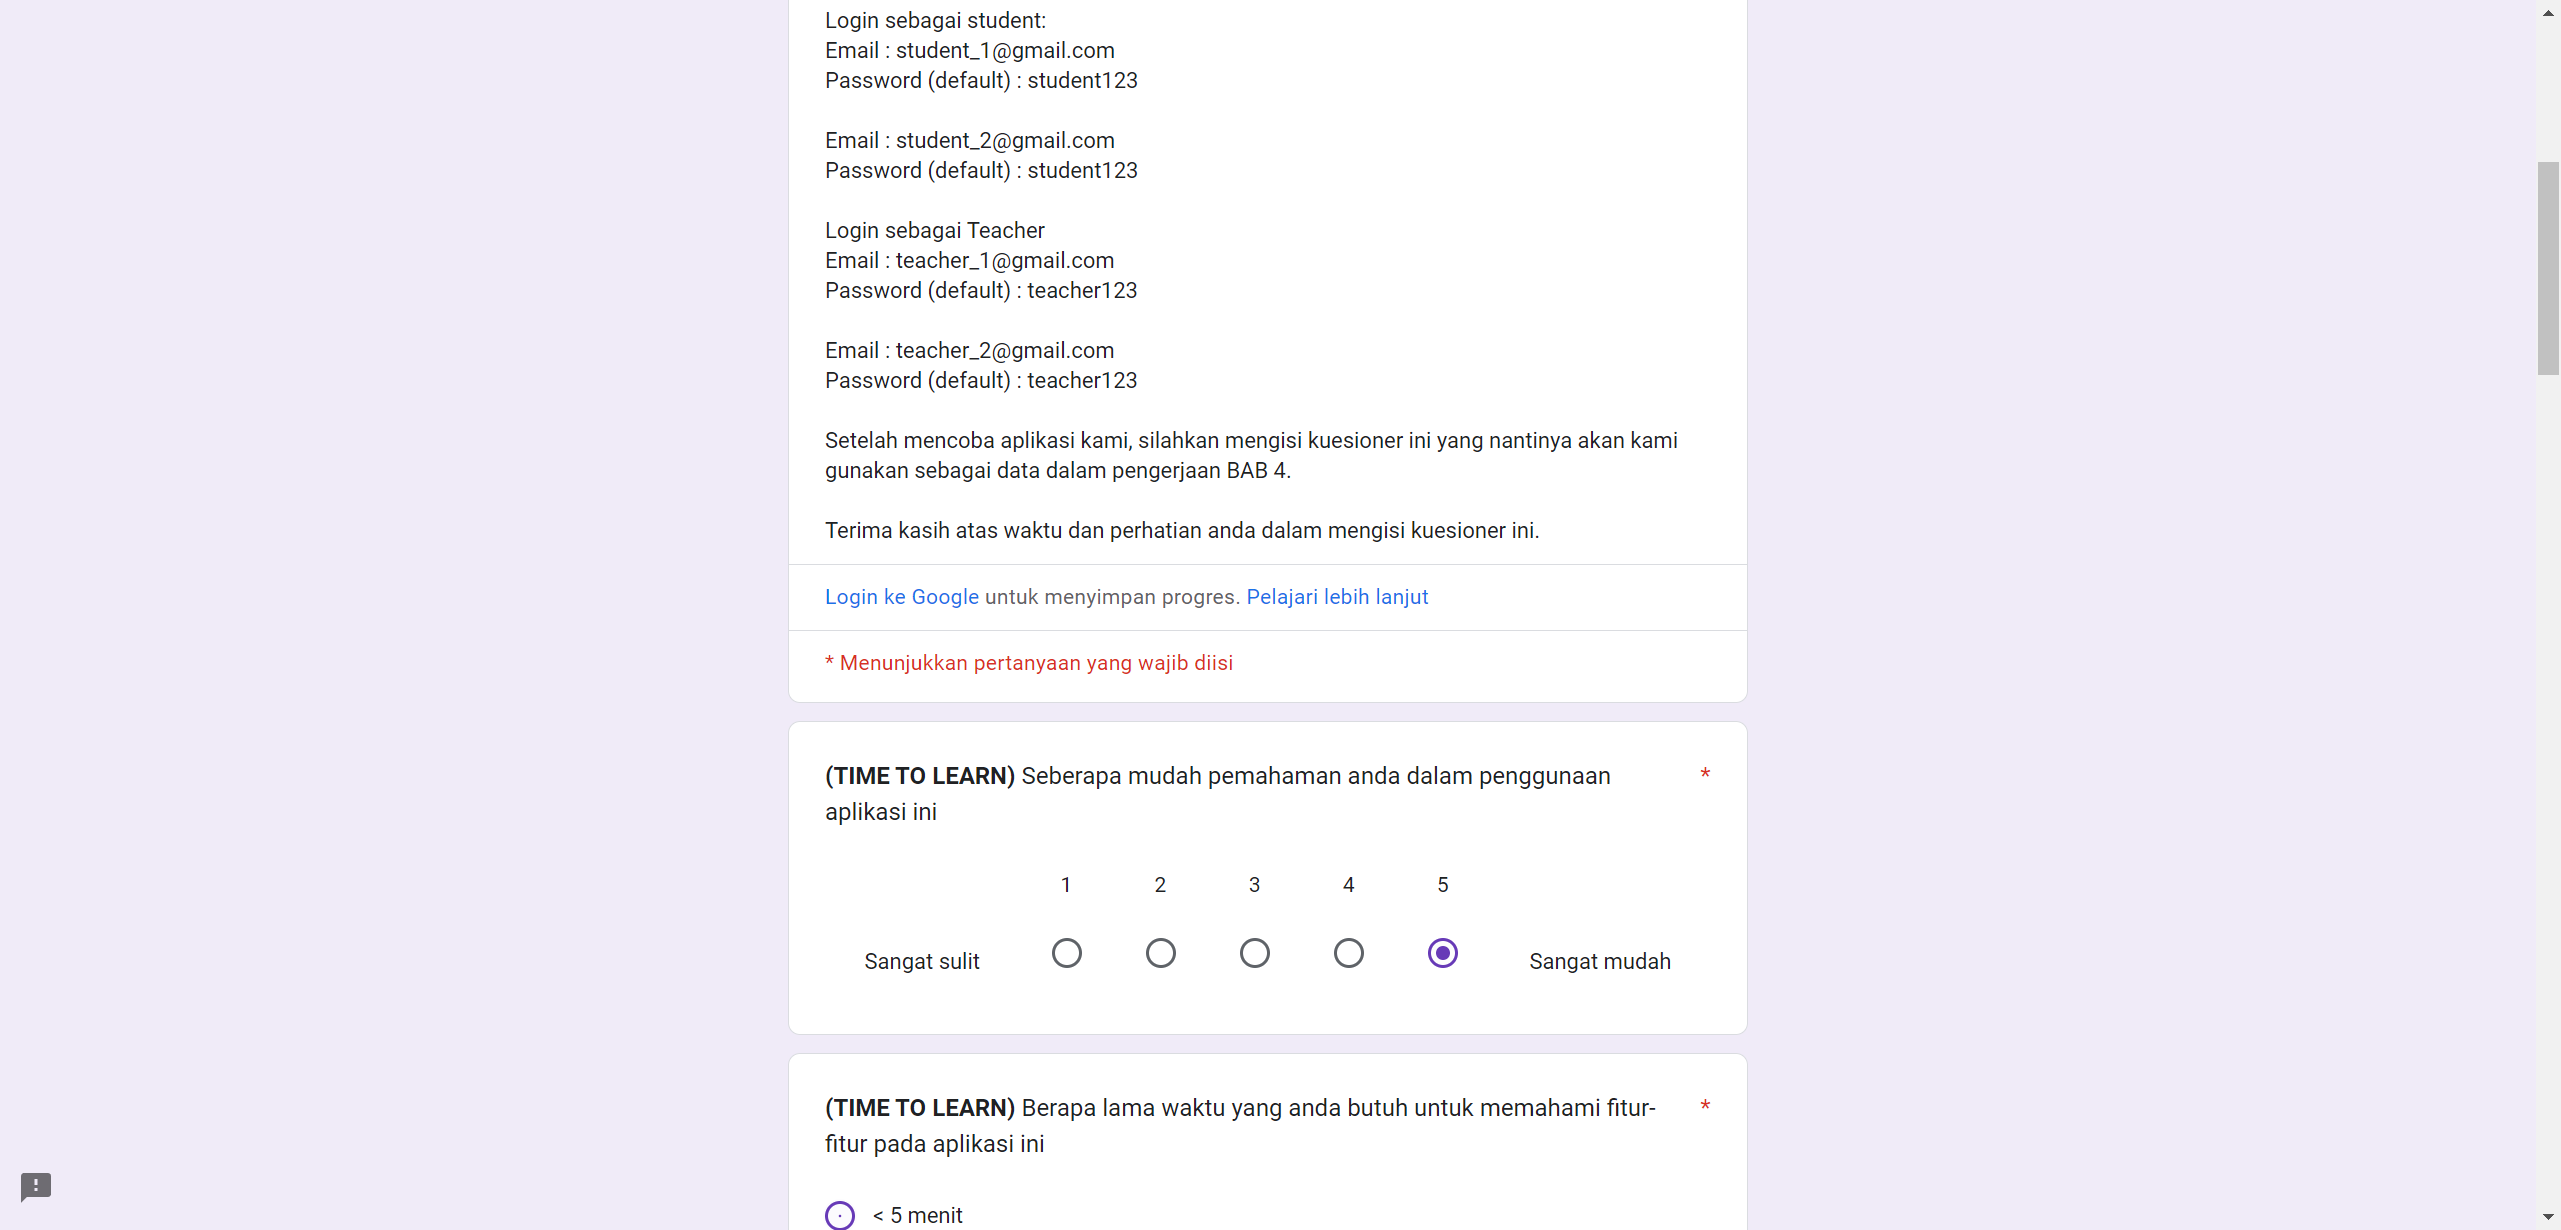 Login sebagai student:
Email : student_1@gmail.com
Password (default) : student123
Email : student_2@gmail.com
Password (default) : student123
Login sebagai Teacher
Email : teacher_1@gmail.com
Password (default) : teacher123
Email : teacher_2@gmail.com
Password (default) : teacher123
Setelah mencoba aplikasi kami, silahkan mengisi kuesioner ini yang nantinya akan kami
gunakan sebagai data dalam pengerjaan BAB 4.
Terima kasih atas waktu dan perhatian anda dalam mengisi kuesioner ini.
Login ke Google untuk menyimpan progres. Pelajari lebih lanjut
* Menunjukkan pertanyaan yang wajib diisi
(TIME TO LEARN) Seberapa mudah pemahaman anda dalam penggunaan *
aplikasi ini
1 2 3 4 5
Sangat sulit Sangat mudah
(TIME TO LEARN) Berapa lama waktu yang anda butuh untuk memahami fitur- *
fitur pada aplikasi ini
< 5 menit